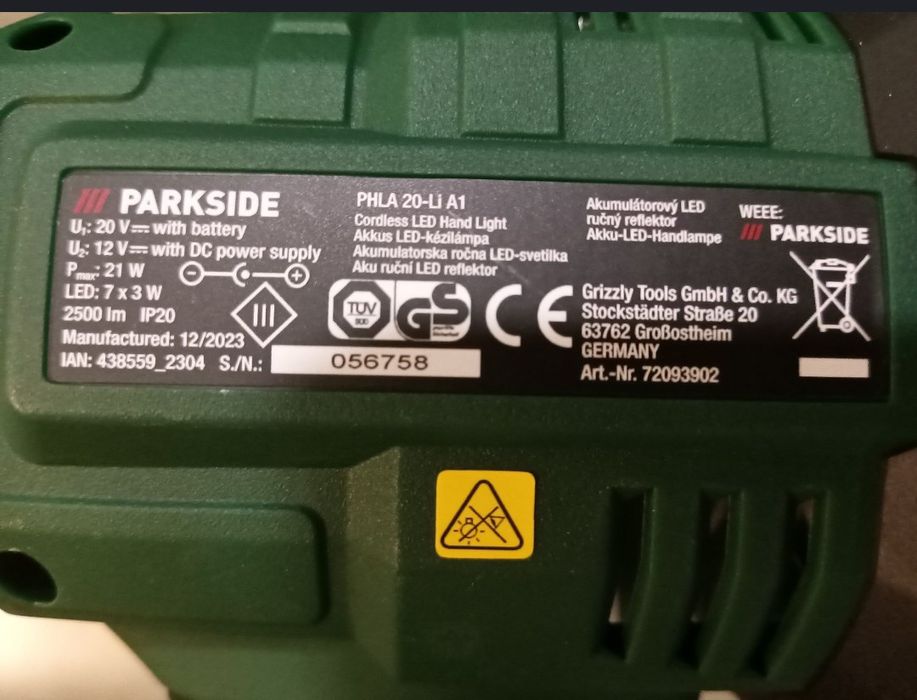 PARKSIDE
U₁: 20 V⎓ with battery
U₂: 12 V⎓ with DC power supply
Pmax: 21 W
LED: 7 x 3 W
2500 lm IP20
Manufactured: 12/2023
IAN: 438559_2304 S./N.: 056758
III
PHLA 20-Li A1
Cordless LED Hand Light
Akkus LED-kézilámpa
Akumulatorska ročna LED-svetilka
Aku ruční LED reflektor
TÜV
GS
CE
Akumulátorový LED
ručný reflektor
Akku-LED-Handlampe
Grizzly Tools GmbH & Co. KG
Stockstädter Straße 20
63762 Großostheim
GERMANY
Art.-Nr. 72093902
WEEE:
PARKSIDE